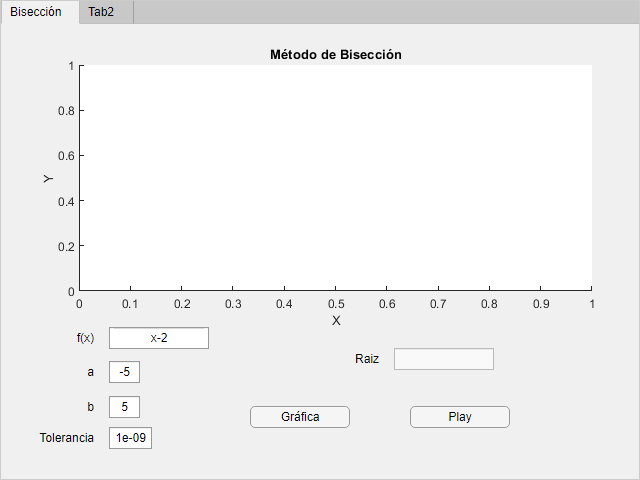 Bisección Tab2
Método de Bisección
1
0.8
0.6
0.4
0.2
0
Y
0 0.1 0.2 0.3 0.4 0.5 0.6 0.7 0.8 0.9 1
X
f(x) x-2
Raiz
a -5
b 5
Gráfica Play
Tolerancia 1e-09